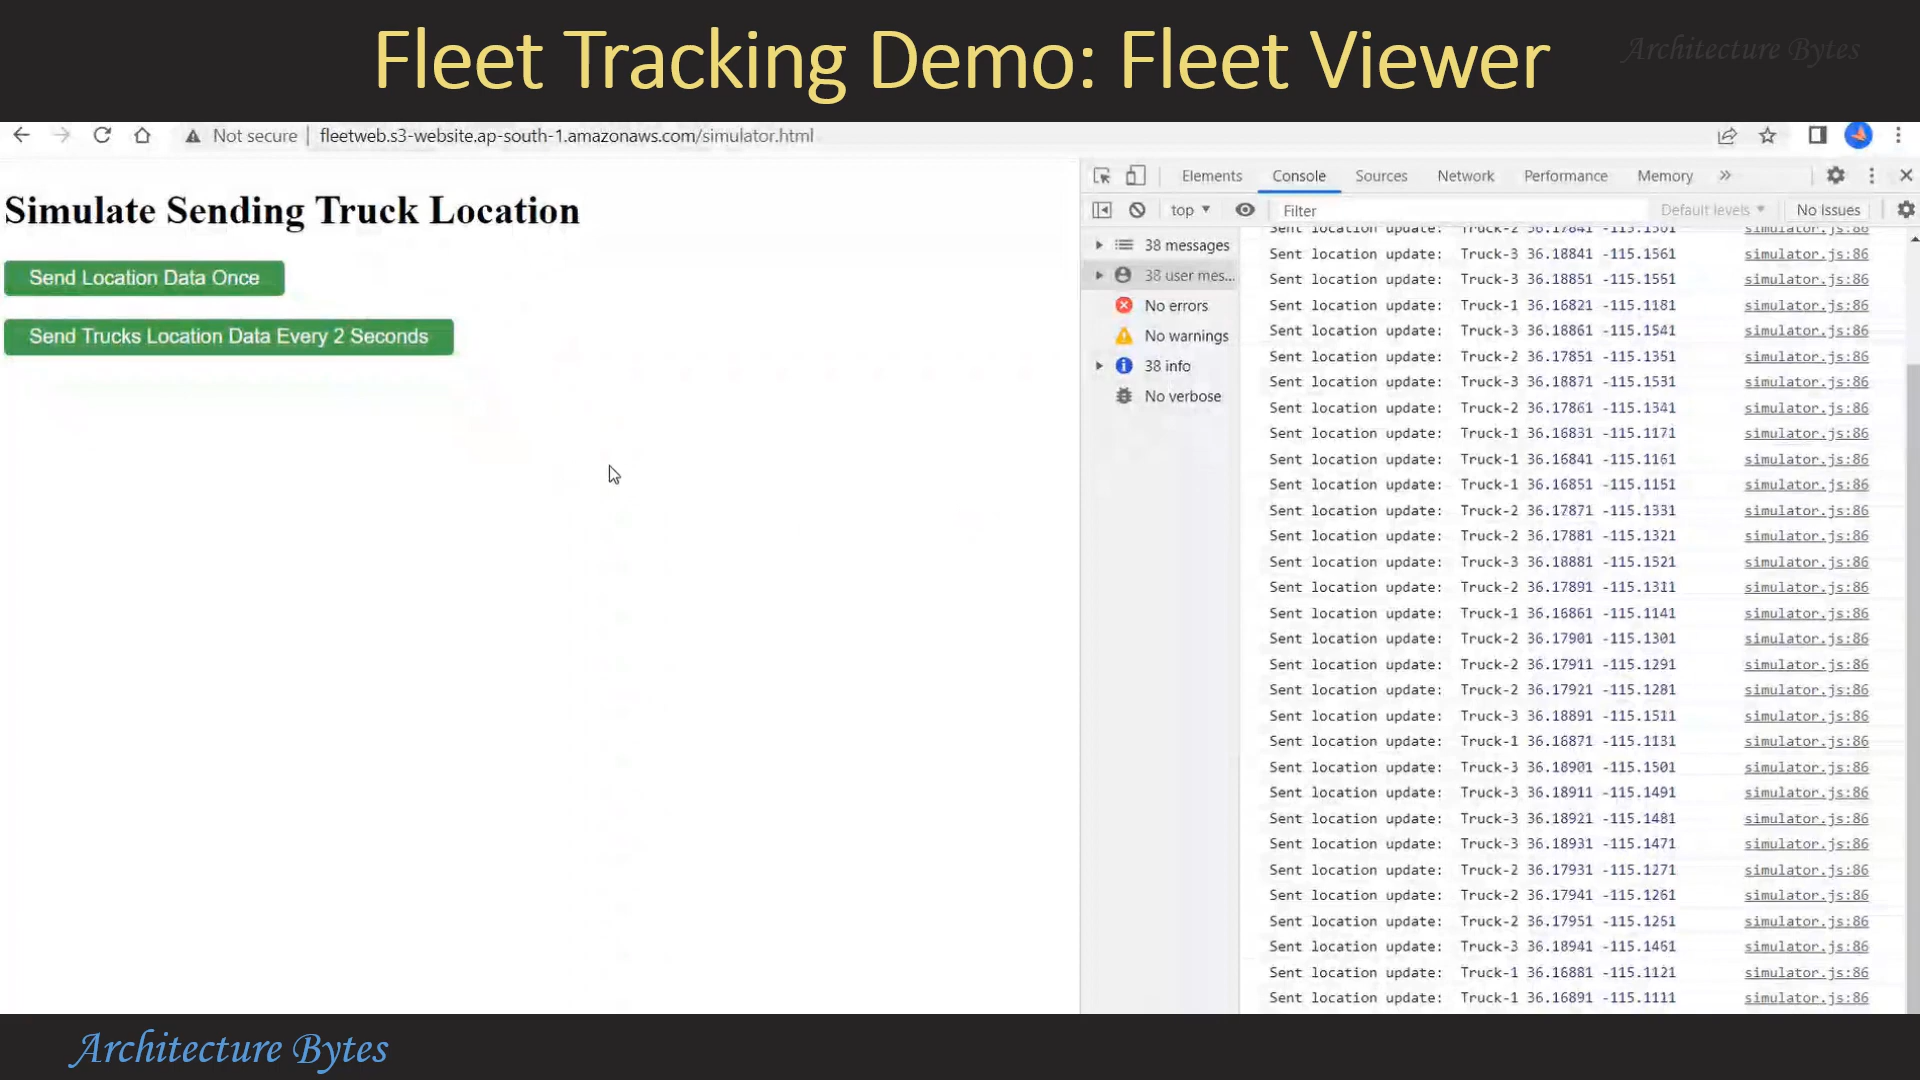 Fleet Tracking Demo: Fleet Viewer
Architecture Bytes
Not secure
fleetweb.s3-website.ap-south-1.amazonaws.com/simulator.html
Simulate Sending Truck Location
Send Location Data Once
Send Trucks Location Data Every 2 Seconds
Elements Console Sources Network Performance Memory »
top ▼ Filter Default levels ▼ No Issues
38 messages
38 user mes...
No errors
No warnings
38 info
No verbose
Sent location update: Truck-2 36.17841 -115.1361 simulator.js:86
Sent location update: Truck-3 36.18841 -115.1561 simulator.js:86
Sent location update: Truck-3 36.18851 -115.1551 simulator.js:86
Sent location update: Truck-1 36.16821 -115.1181 simulator.js:86
Sent location update: Truck-3 36.18861 -115.1541 simulator.js:86
Sent location update: Truck-2 36.17851 -115.1351 simulator.js:86
Sent location update: Truck-3 36.18871 -115.1531 simulator.js:86
Sent location update: Truck-2 36.17861 -115.1341 simulator.js:86
Sent location update: Truck-1 36.16831 -115.1171 simulator.js:86
Sent location update: Truck-1 36.16841 -115.1161 simulator.js:86
Sent location update: Truck-1 36.16851 -115.1151 simulator.js:86
Sent location update: Truck-2 36.17871 -115.1331 simulator.js:86
Sent location update: Truck-2 36.17881 -115.1321 simulator.js:86
Sent location update: Truck-3 36.18881 -115.1521 simulator.js:86
Sent location update: Truck-2 36.17891 -115.1311 simulator.js:86
Sent location update: Truck-1 36.16861 -115.1141 simulator.js:86
Sent location update: Truck-2 36.17901 -115.1301 simulator.js:86
Sent location update: Truck-2 36.17911 -115.1291 simulator.js:86
Sent location update: Truck-2 36.17921 -115.1281 simulator.js:86
Sent location update: Truck-3 36.18891 -115.1511 simulator.js:86
Sent location update: Truck-1 36.16871 -115.1131 simulator.js:86
Sent location update: Truck-3 36.18901 -115.1501 simulator.js:86
Sent location update: Truck-3 36.18911 -115.1491 simulator.js:86
Sent location update: Truck-3 36.18921 -115.1481 simulator.js:86
Sent location update: Truck-3 36.18931 -115.1471 simulator.js:86
Sent location update: Truck-2 36.17931 -115.1271 simulator.js:86
Sent location update: Truck-2 36.17941 -115.1261 simulator.js:86
Sent location update: Truck-2 36.17951 -115.1251 simulator.js:86
Sent location update: Truck-3 36.18941 -115.1461 simulator.js:86
Sent location update: Truck-1 36.16881 -115.1121 simulator.js:86
Sent location update: Truck-1 36.16891 -115.1111 simulator.js:86
Architecture Bytes